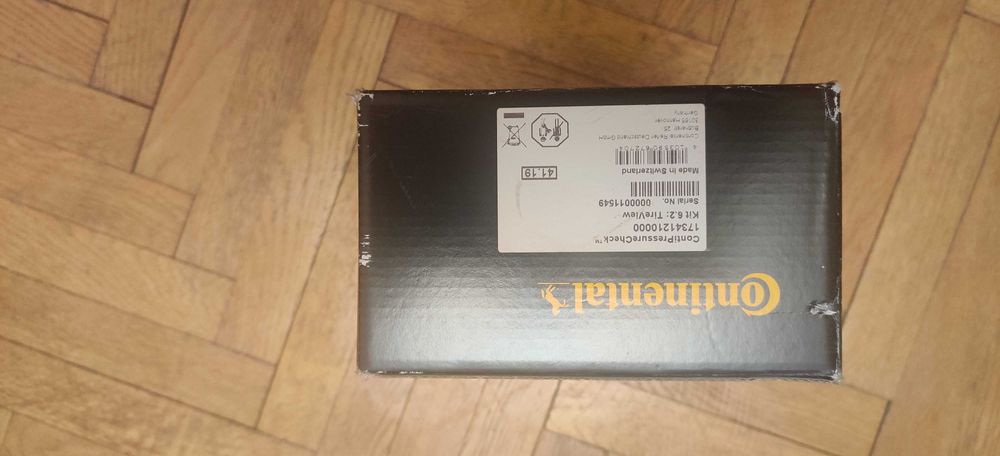 Continental
ContiPressureCheck™
17341210000
Kit 6.2: TireView
Serial No. 0000011549
Made in Switzerland
41.19
Continental Reifen Deutschland GmbH
Büttnerstr. 25
30165 Hannover
Germany